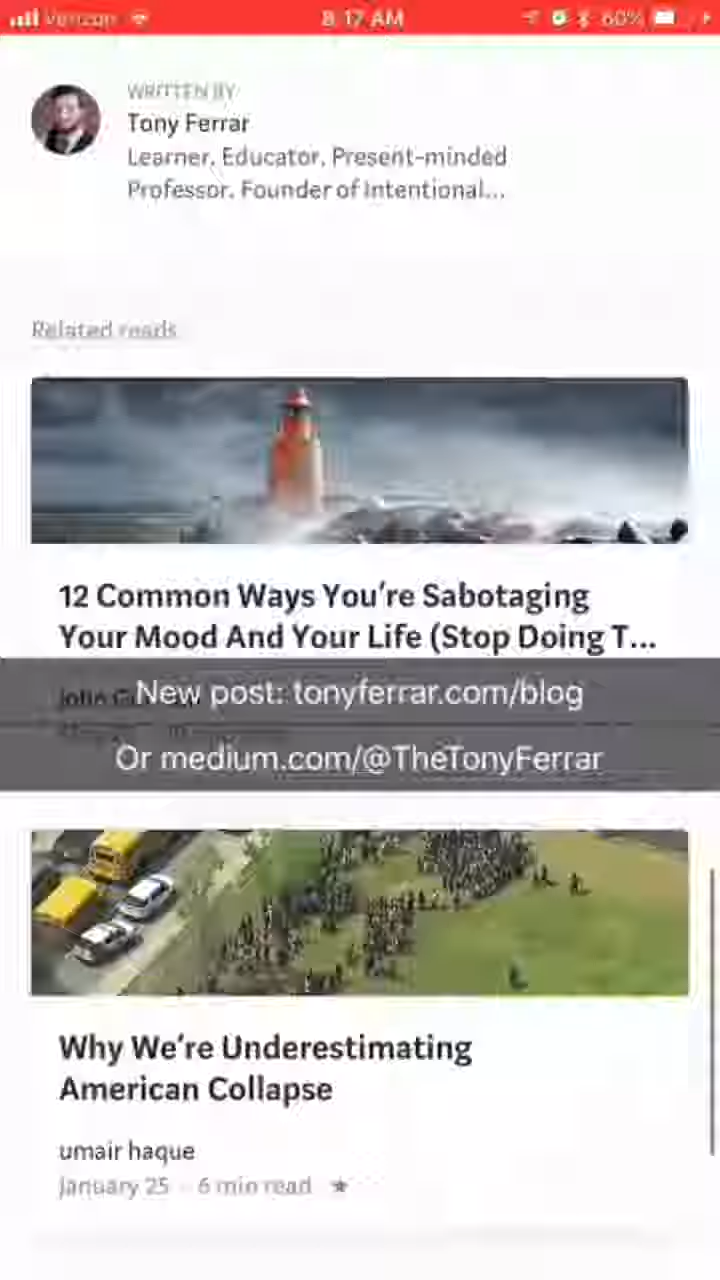 Verizon 8:17 AM 60%
WRITTEN BY
Tony Ferrar
Learner. Educator. Present-minded
Professor. Founder of Intentional...
Related reads
12 Common Ways You're Sabotaging
Your Mood And Your Life (Stop Doing T...
New post: tonyferrar.com/blog
Or medium.com/@TheTonyFerrar
Why We're Underestimating
American Collapse
umair haque
January 25 · 6 min read